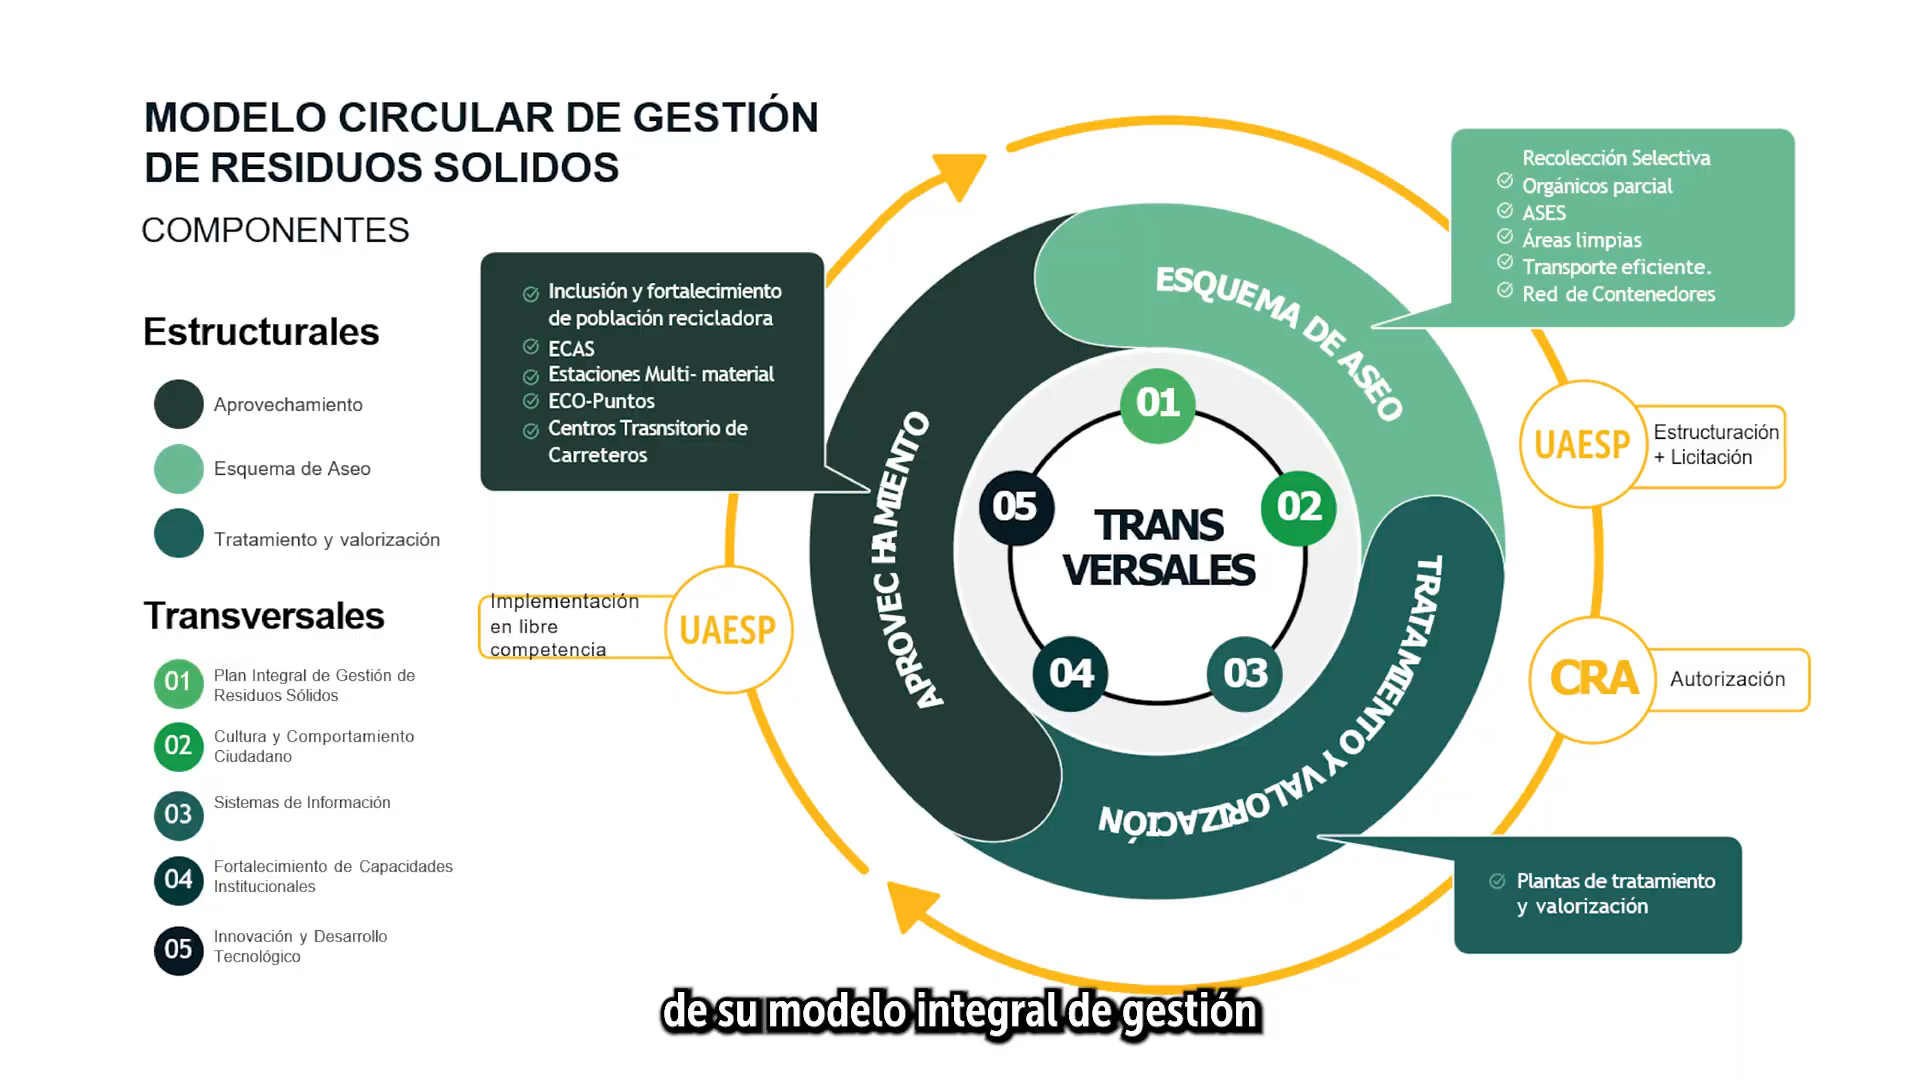 MODELO CIRCULAR DE GESTIÓN
DE RESIDUOS SOLIDOS
COMPONENTES
Estructurales
Aprovechamiento
Esquema de Aseo
Tratamiento y valorización
Transversales
01 Plan Integral de Gestión de
Residuos Sólidos
02 Cultura y Comportamiento
Ciudadano
03 Sistemas de Información
04 Fortalecimiento de Capacidades
Institucionales
05 Innovación y Desarrollo
Tecnológico
Inclusión y fortalecimiento
de población recicladora
ECAS
Estaciones Multi- material
ECO-Puntos
Centros Trasnsitorio de
Carreteros
Implementación
en libre
competencia
UAESP
APROVEC HAMIENTO
ESQUEMA DE ASEO
TRATAMIENTO Y VALORIZACIÓN
01
02
03
04
05
TRANS
VERSALES
Recolección Selectiva
Orgánicos parcial
ASES
Áreas limpias
Transporte eficiente.
Red de Contenedores
UAESP
Estructuración
+ Licitación
CRA
Autorización
Plantas de tratamiento
y valorización
de su modelo integral de gestión